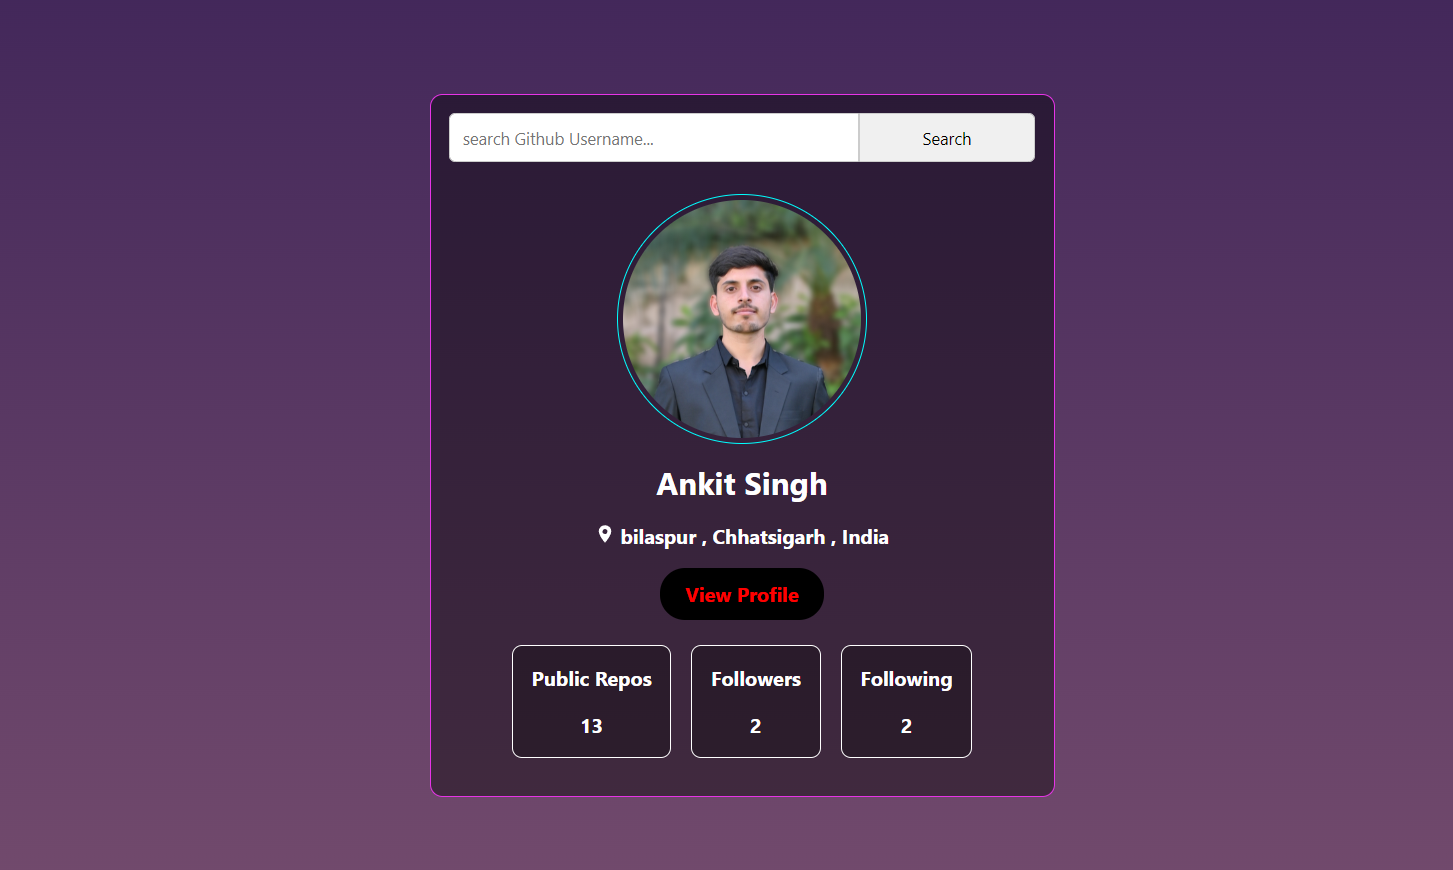 search Github Username...
Search
Ankit Singh
bilaspur , Chhatsigarh , India
View Profile
Public Repos
13
Followers
2
Following
2